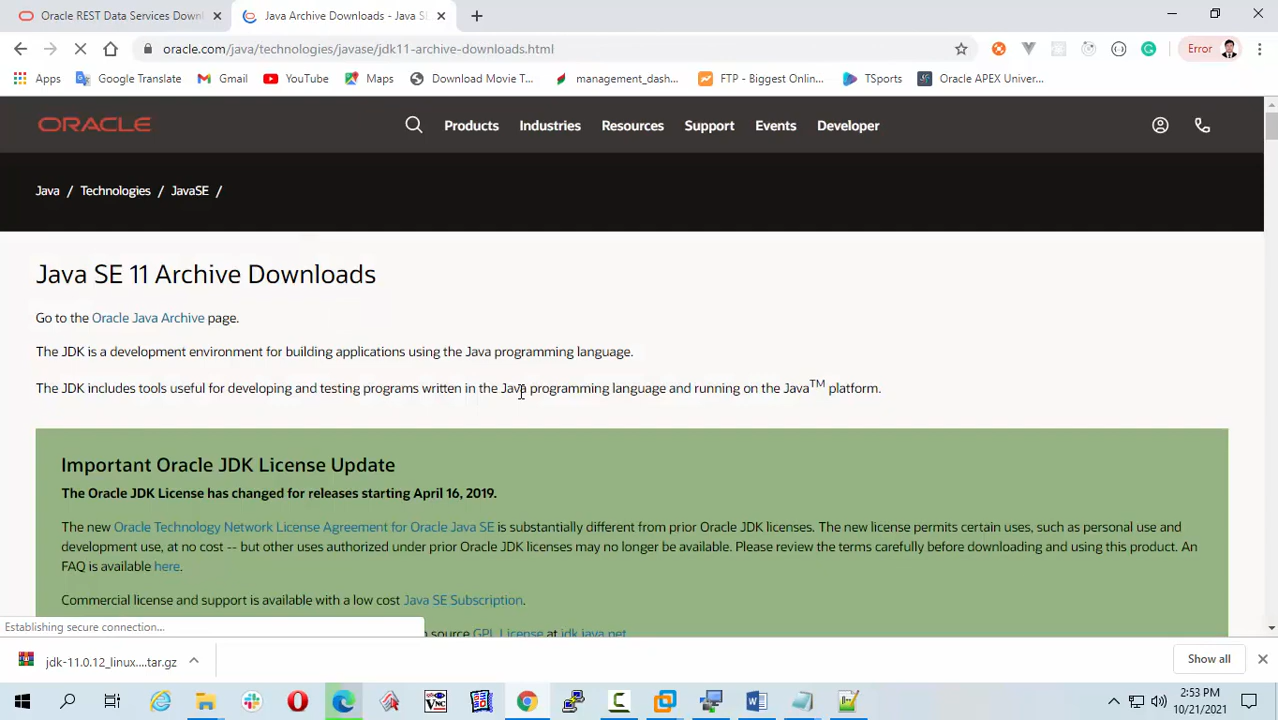 Oracle REST Data Services Downl
Java Archive Downloads - Java SE
oracle.com/java/technologies/javase/jdk11-archive-downloads.html
Error
Apps
Google Translate
Gmail
YouTube
Maps
Download Movie T...
management_dash...
FTP - Biggest Onlin...
TSports
Oracle APEX Univer...
ORACLE
Products
Industries
Resources
Support
Events
Developer
Java / Technologies / JavaSE /
Java SE 11 Archive Downloads
Go to the Oracle Java Archive page.
The JDK is a development environment for building applications using the Java programming language.
The JDK includes tools useful for developing and testing programs written in the Java programming language and running on the Java™ platform.
Important Oracle JDK License Update
The Oracle JDK License has changed for releases starting April 16, 2019.
The new Oracle Technology Network License Agreement for Oracle Java SE is substantially different from prior Oracle JDK licenses. The new license permits certain uses, such as personal use and
development use, at no cost -- but other uses authorized under prior Oracle JDK licenses may no longer be available. Please review the terms carefully before downloading and using this product. An
FAQ is available here.
Commercial license and support is available with a low cost Java SE Subscription.
source GPL License at jdk.java.net
Establishing secure connection...
jdk-11.0.12_linux....tar.gz
Show all
2:53 PM
10/21/2021